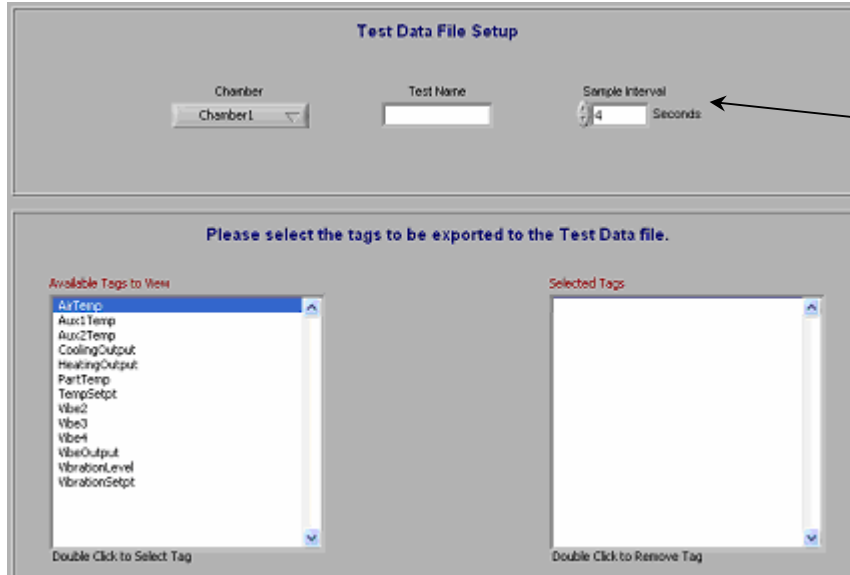 Test Data File Setup
Chamber
Test Name
Sample Interval
Chamber1
4
Seconds
Please select the tags to be exported to the Test Data file.
Available Tags to View
Selected Tags
AirTemp
Aux1Temp
Aux2Temp
CoolingOutput
HeatingOutput
PartTemp
TempSetpt
Vibe2
Vibe3
Vibe4
VibeOutput
VibrationLevel
VibrationSetpt
Double Click to Select Tag
Double Click to Remove Tag